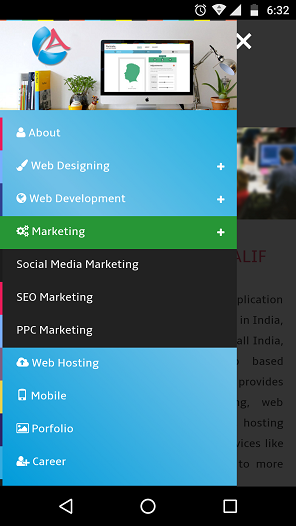 6:32
About
Web Designing +
Web Development +
Marketing +
Social Media Marketing
SEO Marketing
PPC Marketing
Web Hosting
Mobile
Porfolio
Career
ALIF
plication
in India,
all India,
based
provides
ng, web
hosting
vices like
to more